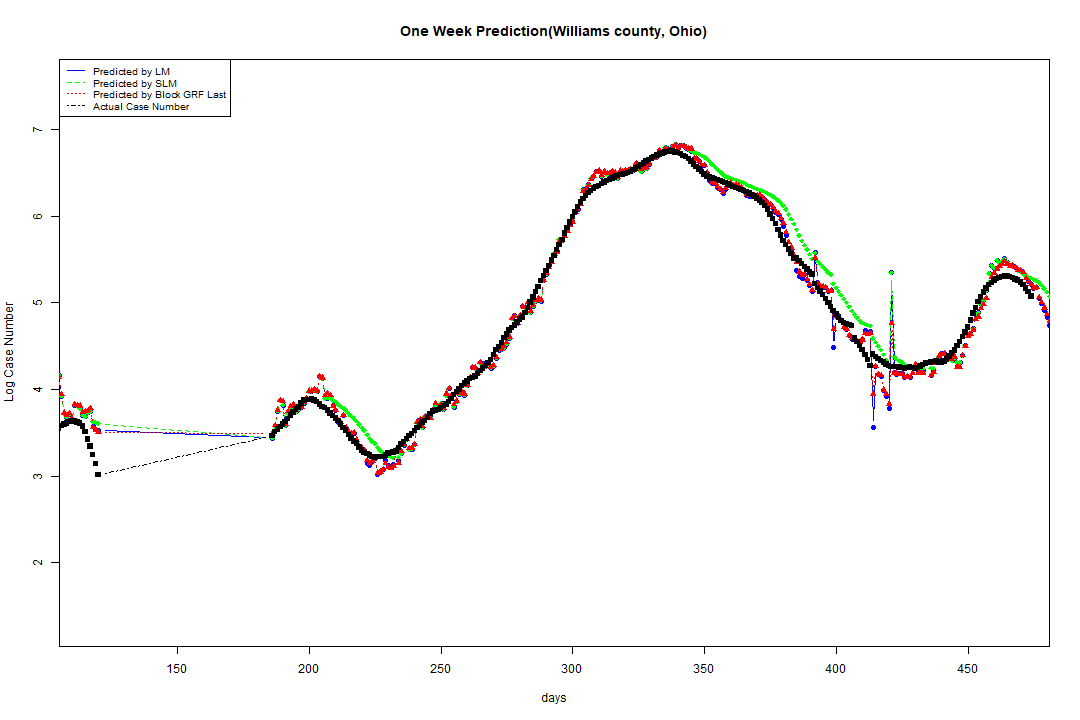 One Week Prediction(Williams county, Ohio)
Predicted by LM
Predicted by SLM
Predicted by Block GRF Last
Actual Case Number
Log Case Number
7
6
5
4
3
2
150 200 250 300 350 400 450
days